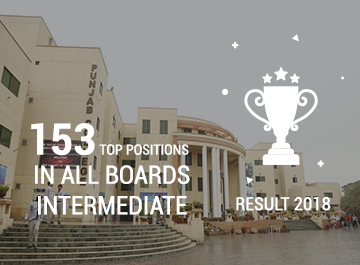 PUNJAB
153 TOP POSITIONS
IN ALL BOARDS
INTERMEDIATE
RESULT 2018